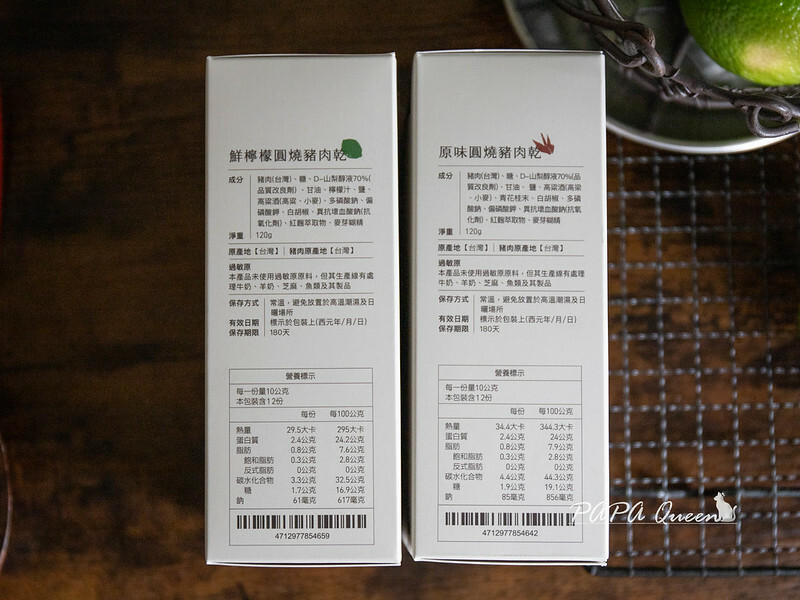 鮮檸檬圓燒豬肉乾
成分 豬肉(台灣)、糖、D-山梨醇液70%(
品質改良劑)、甘油、檸檬汁、鹽、
高粱酒(高粱、小麥)、多磷酸鈉、偏
磷酸鉀、白胡椒、異抗壞血酸鈉(抗
氧化劑)、紅麴萃取物、麥芽糊精
淨重 120g
原產地【台灣】 豬肉原產地【台灣】
過敏原
本產品未使用過敏原原料,但其生產線有處
理牛奶、羊奶、芝麻、魚類及其製品
保存方式 常溫,避免放置於高溫潮濕及日
曬場所
有效日期 標示於包裝上(西元年/月/日)
保存期限 180天
營養標示
每一份量10公克
本包裝含12份
每份 每100公克
熱量 29.5大卡 295大卡
蛋白質 2.4公克 24.2公克
脂肪 0.8公克 7.6公克
飽和脂肪 0.3公克 2.8公克
反式脂肪 0公克 0公克
碳水化合物 3.3公克 32.5公克
糖 1.7公克 16.9公克
鈉 61毫克 617毫克
4712977854659
原味圓燒豬肉乾
成分 豬肉(台灣)、糖、D-山梨醇液70%(品
質改良劑)、甘油、鹽、高粱酒(高粱
、小麥)、青花桂末、白胡椒、多磷
酸鈉、偏磷酸鉀、異抗壞血酸鈉(抗
氧化劑)、紅麴萃取物、麥芽糊精
淨重 120g
原產地【台灣】 豬肉原產地【台灣】
過敏原
本產品未使用過敏原原料,但其生產線有處理
牛奶、羊奶、芝麻、魚類及其製品
保存方式 常溫,避免放置於高溫潮濕及日
曬場所
有效日期 標示於包裝上(西元年/月/日)
保存期限 180天
營養標示
每一份量10公克
本包裝含12份
每份 每100公克
熱量 34.4大卡 344.3大卡
蛋白質 2.4公克 24公克
脂肪 0.8公克 7.9公克
飽和脂肪 0.3公克 2.8公克
反式脂肪 0公克 0公克
碳水化合物 4.4公克 44.3公克
糖 1.9公克 19.1公克
鈉 85毫克 856毫克
4712977854642
PAPA Queen